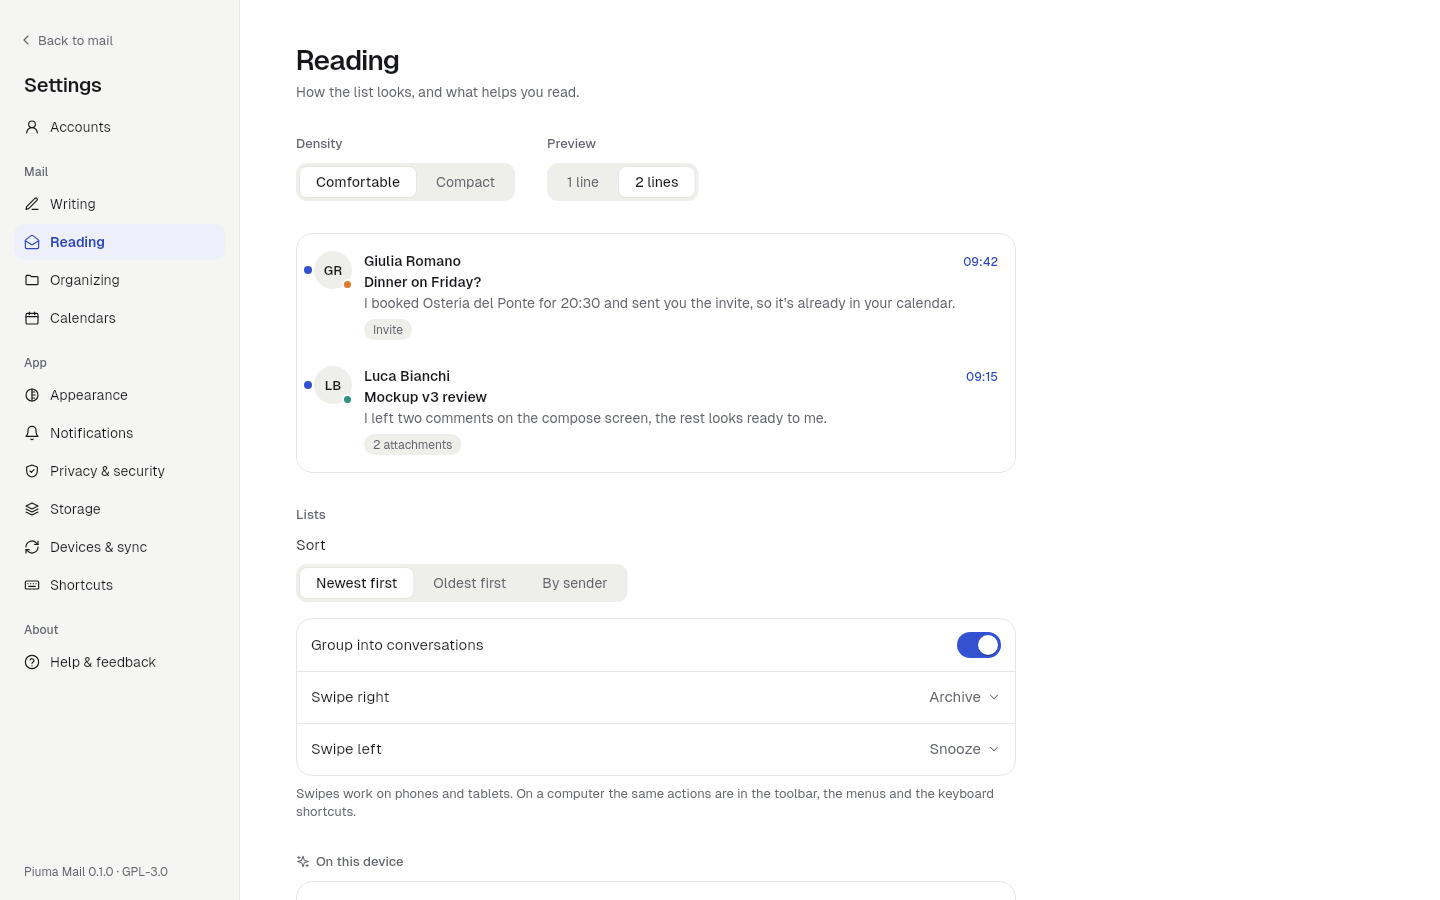 Back to mail
Settings
Accounts
Mail
Writing
Reading
Organizing
Calendars
App
Appearance
Notifications
Privacy & security
Storage
Devices & sync
Shortcuts
About
Help & feedback
Piuma Mail 0.1.0 · GPL-3.0
Reading
How the list looks, and what helps you read.
Density
Comfortable Compact
Preview
1 line 2 lines
GR
Giulia Romano 09:42
Dinner on Friday?
I booked Osteria del Ponte for 20:30 and sent you the invite, so it’s already in your calendar.
Invite
LB
Luca Bianchi 09:15
Mockup v3 review
I left two comments on the compose screen, the rest looks ready to me.
2 attachments
Lists
Sort
Newest first Oldest first By sender
Group into conversations
Swipe right Archive
Swipe left Snooze
Swipes work on phones and tablets. On a computer the same actions are in the toolbar, the menus and the keyboard
shortcuts.
On this device